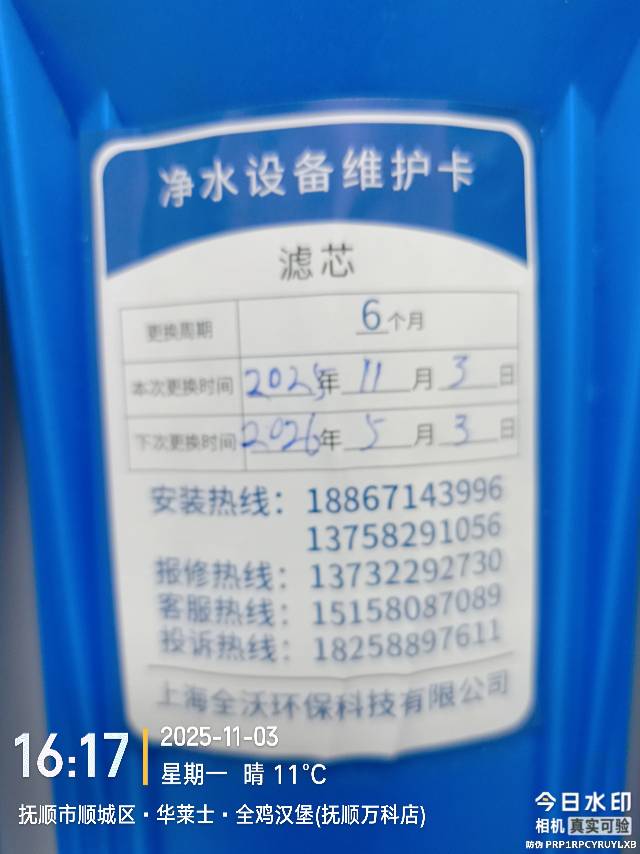 净水设备维护卡
滤芯
更换周期 6个月
本次更换时间 2025年 11 月 3 日
下次更换时间 2026年 5 月 3 日
安装热线：18867143996
13758291056
报修热线：13732292730
客服热线：15158087089
投诉热线：18258897611
上海全沃环保科技有限公司
16:17
2025-11-03
星期一 晴 11℃
抚顺市顺城区·华莱士·全鸡汉堡(抚顺万科店)
今日水印
相机 真实可验
防伪 PRP1RPCYRUYLXB